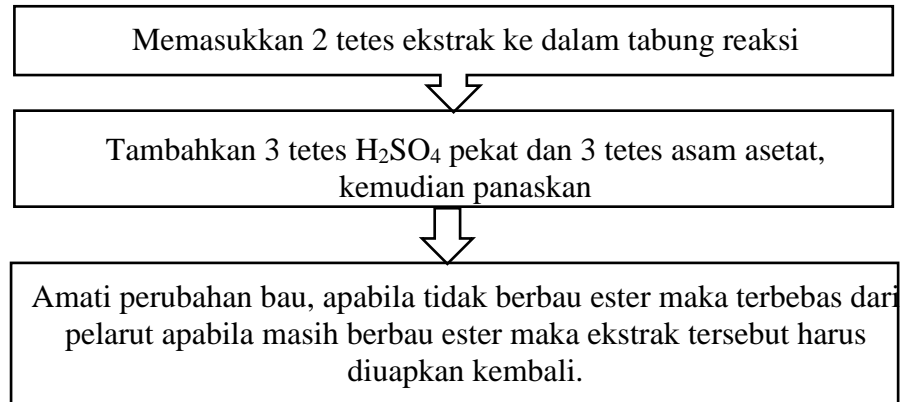 Memasukkan 2 tetes ekstrak ke dalam tabung reaksi
Tambahkan 3 tetes H₂SO₄ pekat dan 3 tetes asam asetat,
kemudian panaskan
Amati perubahan bau, apabila tidak berbau ester maka terbebas dari
pelarut apabila masih berbau ester maka ekstrak tersebut harus
diuapkan kembali.